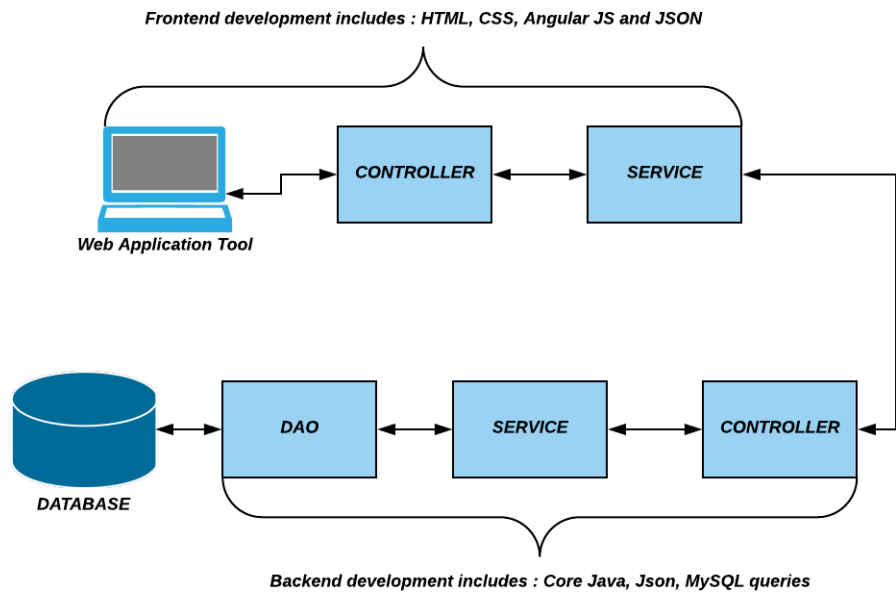 Frontend development includes : HTML, CSS, Angular JS and JSON
CONTROLLER
SERVICE
Web Application Tool
DAO
SERVICE
CONTROLLER
DATABASE
Backend development includes : Core Java, Json, MySQL queries